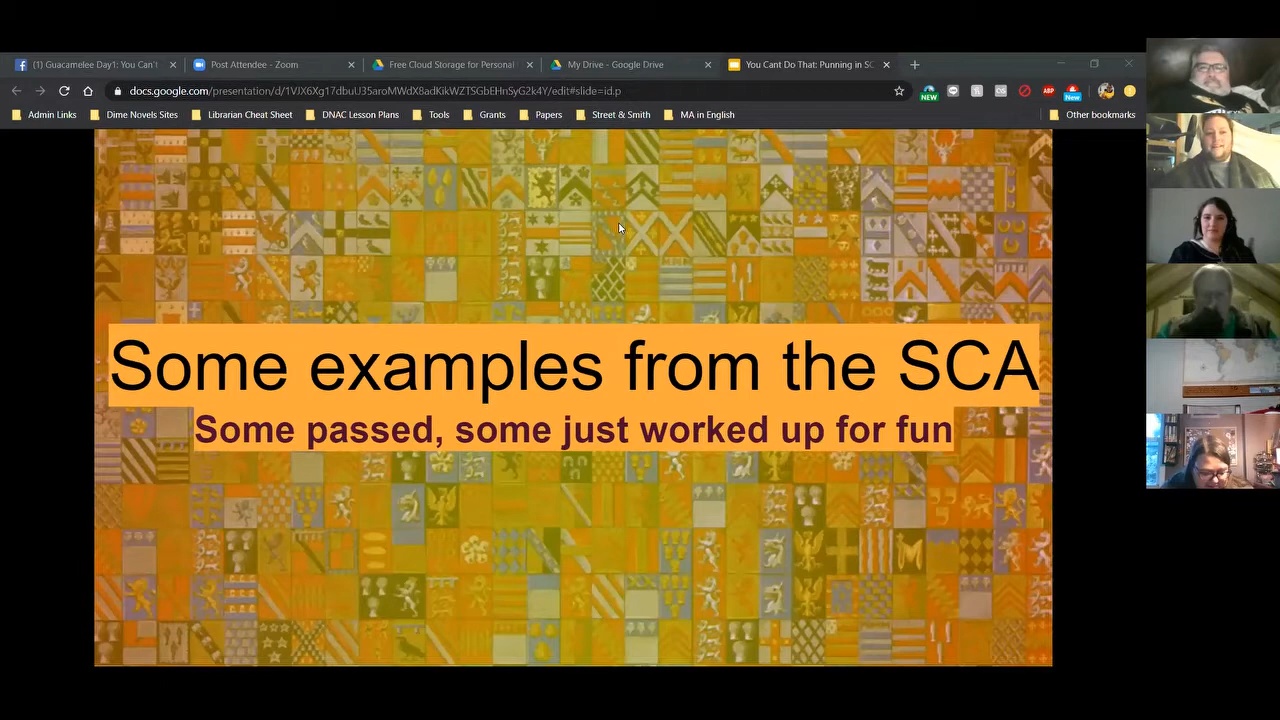 (1) Guacamelee Day1: You Can't
Post Attendee - Zoom
Free Cloud Storage for Personal
My Drive - Google Drive
You Cant Do That: Punning in SC
docs.google.com/presentation/d/1VJX6Xg17dbuU35aroMWdX8adKikWZTSGbEHnSyG2k4Y/edit#slide=id.p
NEW
ABP
New
Admin Links
Dime Novels Sites
Librarian Cheat Sheet
DNAC Lesson Plans
Tools
Grants
Papers
Street & Smith
MA in English
Other bookmarks
Some examples from the SCA
Some passed, some just worked up for fun